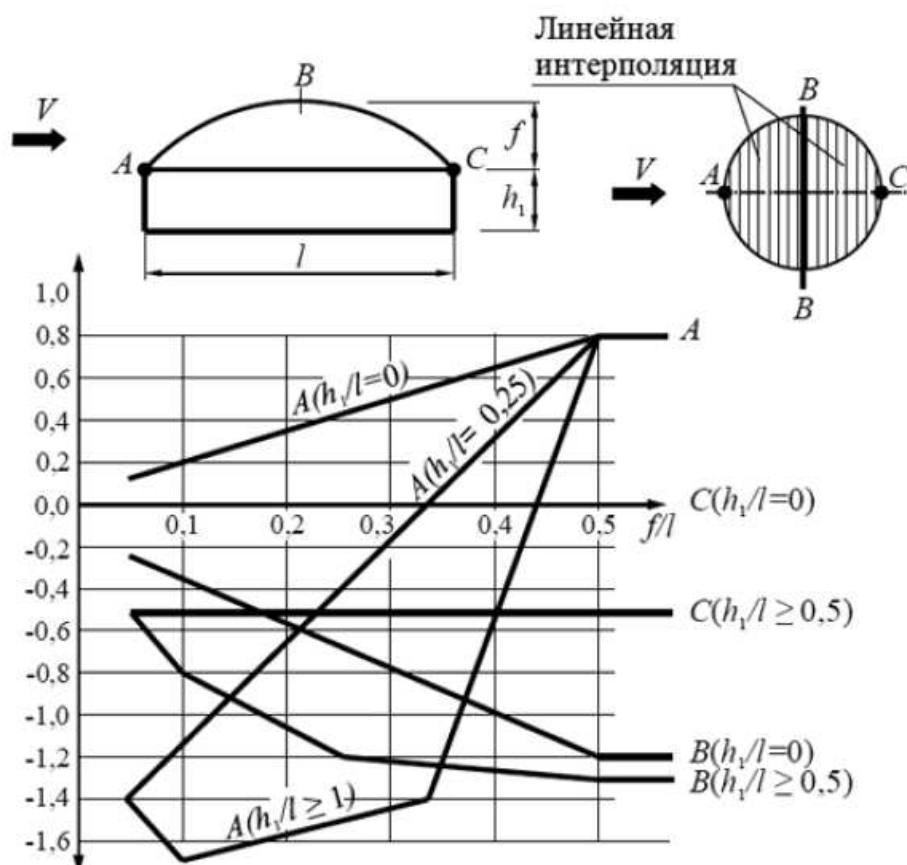 Линейная
интерполяция
B
B
V
f
A
C
V
A
C
h₁
l
B
1,0
0,8
A
0,6
A(h₁/l=0)
A(h₁/l= 0,25)
0,4
0,2
0,0
C(h₁/l=0)
0,1
0,2
0,3
0,4
0,5
f/l
-0,2
-0,4
-0,6
C(h₁/l ≥ 0,5)
-0,8
-1,0
-1,2
B(h₁/l=0)
B(h₁/l ≥ 0,5)
-1,4
A(h₁/l ≥ 1)
-1,6